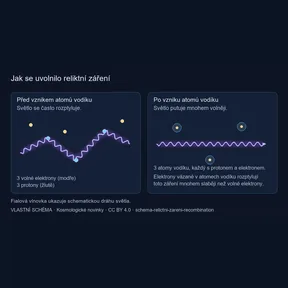 Jak se uvolnilo reliktní záření
Před vznikem atomů vodíku
Světlo se často rozptyluje.
3 volné elektrony (modře)
3 protony (žlutě)
Po vzniku atomů vodíku
Světlo putuje mnohem volněji.
3 atomy vodíku, každý s protonem a elektronem.
Elektrony vázané v atomech vodíku rozptylují
toto záření mnohem slaběji než volné elektrony.
Fialová vlnovka ukazuje schematickou dráhu světla.
VLASTNÍ SCHÉMA · Kosmologické novinky · CC BY 4.0 · schema-reliktni-zareni-recombination